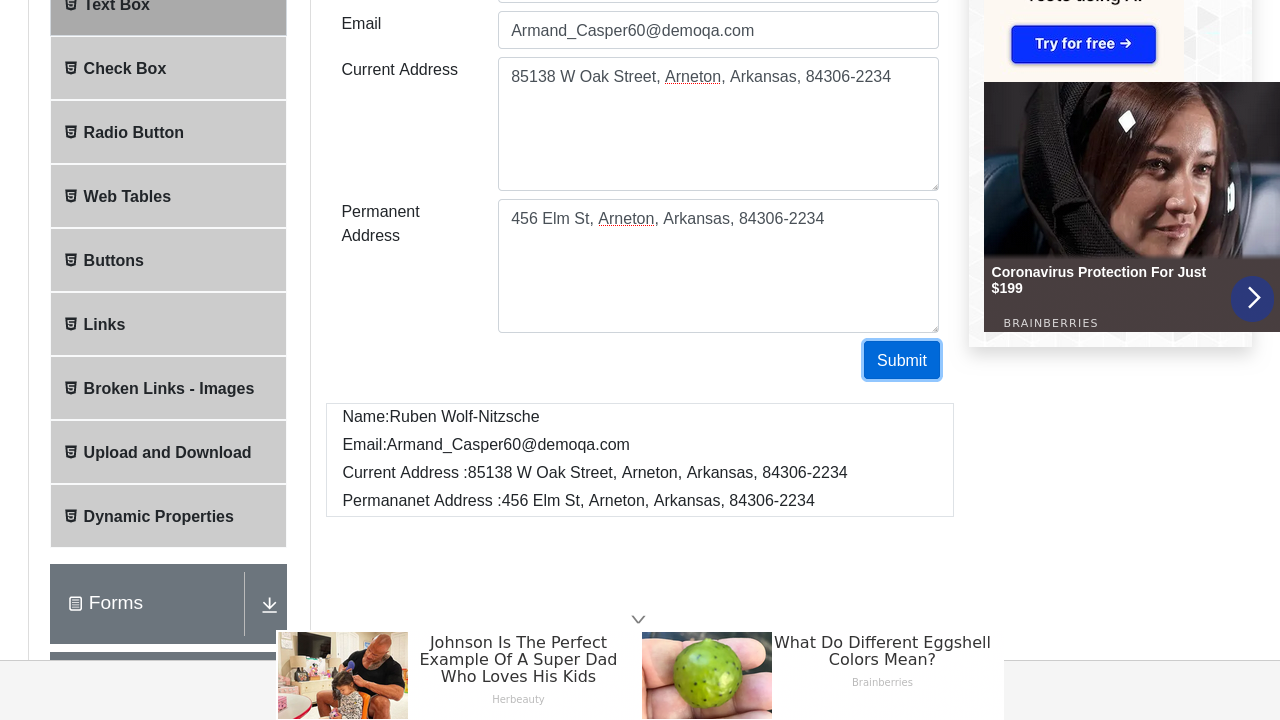 Text Box
Check Box
Radio Button
Web Tables
Buttons
Links
Broken Links - Images
Upload and Download
Dynamic Properties
Forms
Email
Armand_Casper60@demoqa.com
Current Address
85138 W Oak Street, Arneton, Arkansas, 84306-2234
Permanent
Address
456 Elm St, Arneton, Arkansas, 84306-2234
Submit
Name:Ruben Wolf-Nitzsche
Email:Armand_Casper60@demoqa.com
Current Address :85138 W Oak Street, Arneton, Arkansas, 84306-2234
Permananet Address :456 Elm St, Arneton, Arkansas, 84306-2234
Try for free →
Coronavirus Protection For Just
$199
BRAINBERRIES
Johnson Is The Perfect
Example Of A Super Dad
Who Loves His Kids
Herbeauty
What Do Different Eggshell
Colors Mean?
Brainberries